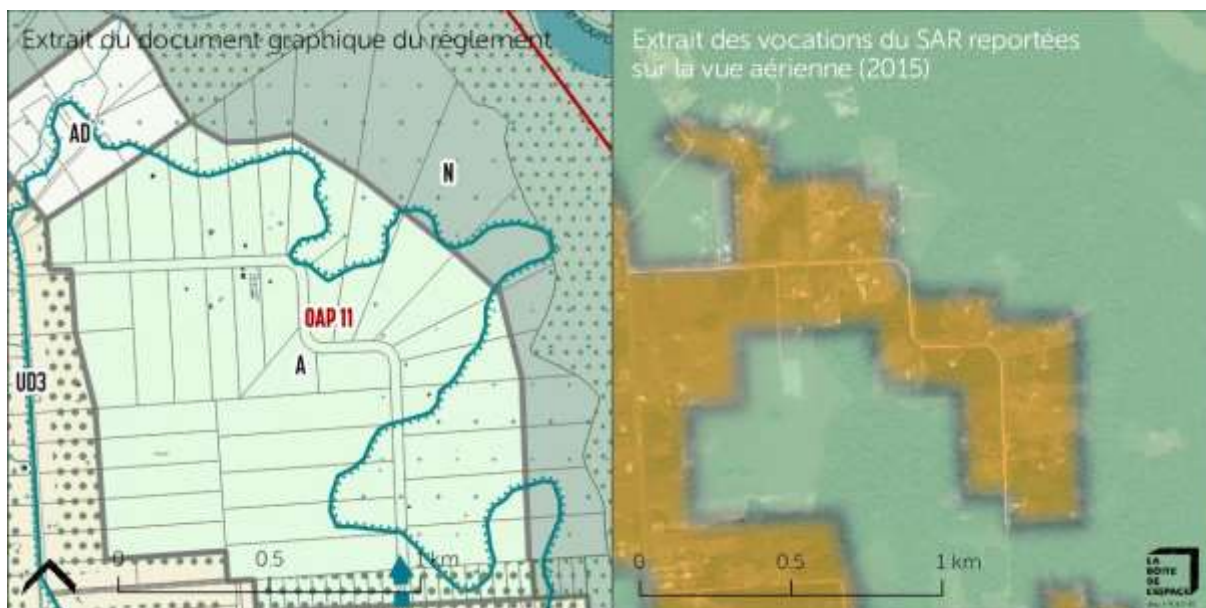 Extrait du document graphique du règlement
AD
N
OAP 11
A
UD3
0
0.5
1 km
Extrait des vocations du SAR reportées
sur la vue aérienne (2015)
0
0.5
1 km
LA
BOITE
DE
L'ESPACE